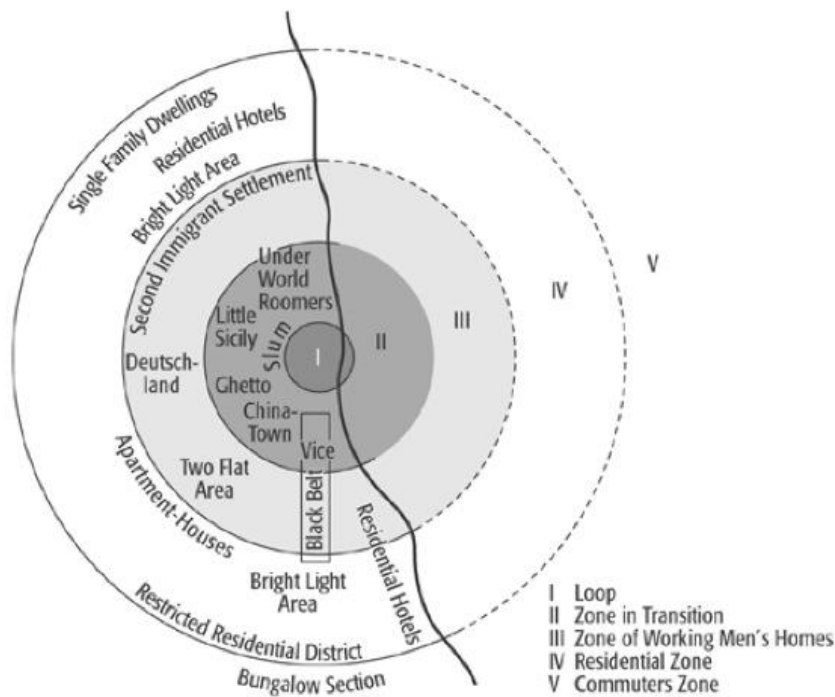 Single Family Dwellings
Residential Hotels
Bright Light Area
Second Immigrant Settlement
Under
World
Roomers
Little
Sicily
Slum
I
II
III
IV
V
Deutsch-
land
Ghetto
China-
Town
Vice
Two Flat
Area
Black Belt
Apartment-Houses
Bright Light
Area
Residential Hotels
Restricted Residential District
Bungalow Section
I Loop
II Zone in Transition
III Zone of Working Men's Homes
IV Residential Zone
V Commuters Zone